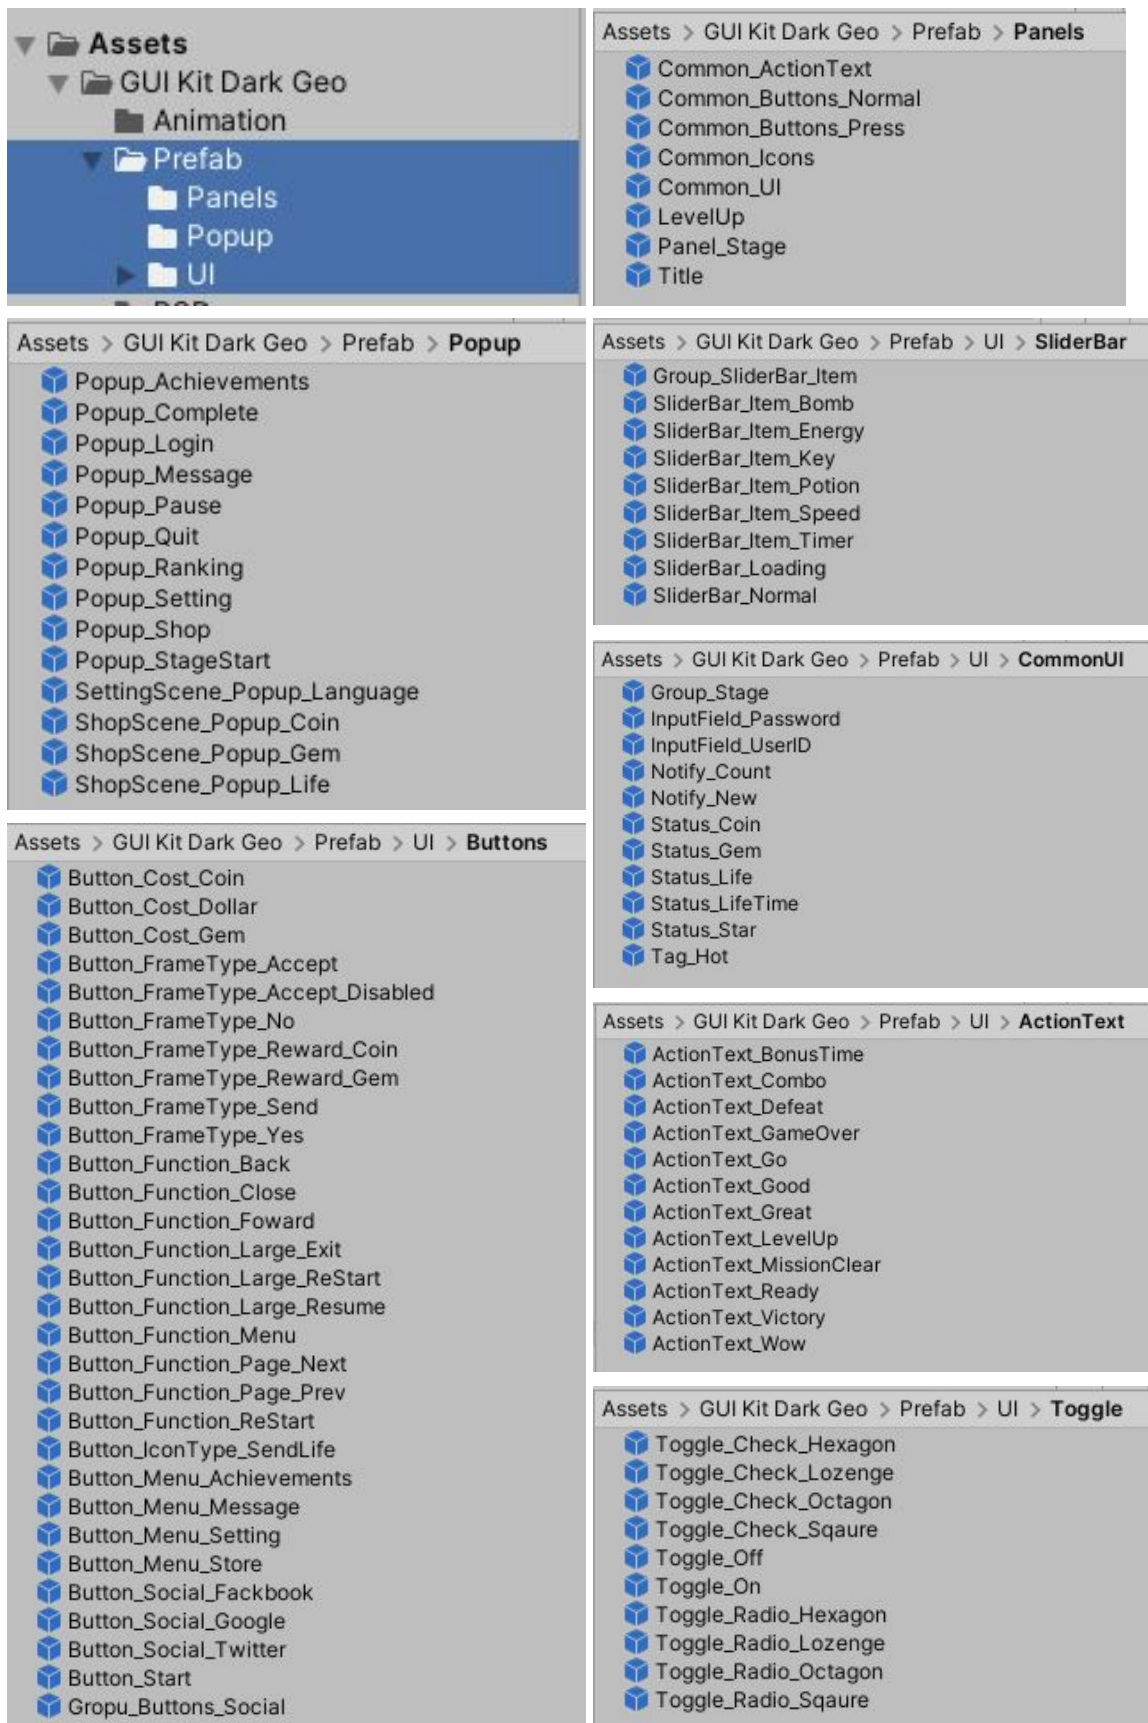 Assets
GUI Kit Dark Geo
Animation
Prefab
Panels
Popup
UI
Assets > GUI Kit Dark Geo > Prefab > Panels
Common_ActionText
Common_Buttons_Normal
Common_Buttons_Press
Common_Icons
Common_UI
LevelUp
Panel_Stage
Title
Assets > GUI Kit Dark Geo > Prefab > Popup
Popup_Achievements
Popup_Complete
Popup_Login
Popup_Message
Popup_Pause
Popup_Quit
Popup_Ranking
Popup_Setting
Popup_Shop
Popup_StageStart
SettingScene_Popup_Language
ShopScene_Popup_Coin
ShopScene_Popup_Gem
ShopScene_Popup_Life
Assets > GUI Kit Dark Geo > Prefab > UI > Buttons
Button_Cost_Coin
Button_Cost_Dollar
Button_Cost_Gem
Button_FrameType_Accept
Button_FrameType_Accept_Disabled
Button_FrameType_No
Button_FrameType_Reward_Coin
Button_FrameType_Reward_Gem
Button_FrameType_Send
Button_FrameType_Yes
Button_Function_Back
Button_Function_Close
Button_Function_Foward
Button_Function_Large_Exit
Button_Function_Large_ReStart
Button_Function_Large_Resume
Button_Function_Menu
Button_Function_Page_Next
Button_Function_Page_Prev
Button_Function_ReStart
Button_IconType_SendLife
Button_Menu_Achievements
Button_Menu_Message
Button_Menu_Setting
Button_Menu_Store
Button_Social_Fackbook
Button_Social_Google
Button_Social_Twitter
Button_Start
Gropu_Buttons_Social
Assets > GUI Kit Dark Geo > Prefab > UI > SliderBar
Group_SliderBar_Item
SliderBar_Item_Bomb
SliderBar_Item_Energy
SliderBar_Item_Key
SliderBar_Item_Potion
SliderBar_Item_Speed
SliderBar_Item_Timer
SliderBar_Loading
SliderBar_Normal
Assets > GUI Kit Dark Geo > Prefab > UI > CommonUI
Group_Stage
InputField_Password
InputField_UserID
Notify_Count
Notify_New
Status_Coin
Status_Gem
Status_Life
Status_LifeTime
Status_Star
Tag_Hot
Assets > GUI Kit Dark Geo > Prefab > UI > ActionText
ActionText_BonusTime
ActionText_Combo
ActionText_Defeat
ActionText_GameOver
ActionText_Go
ActionText_Good
ActionText_Great
ActionText_LevelUp
ActionText_MissionClear
ActionText_Ready
ActionText_Victory
ActionText_Wow
Assets > GUI Kit Dark Geo > Prefab > UI > Toggle
Toggle_Check_Hexagon
Toggle_Check_Lozenge
Toggle_Check_Octagon
Toggle_Check_Sqaure
Toggle_Off
Toggle_On
Toggle_Radio_Hexagon
Toggle_Radio_Lozenge
Toggle_Radio_Octagon
Toggle_Radio_Sqaure